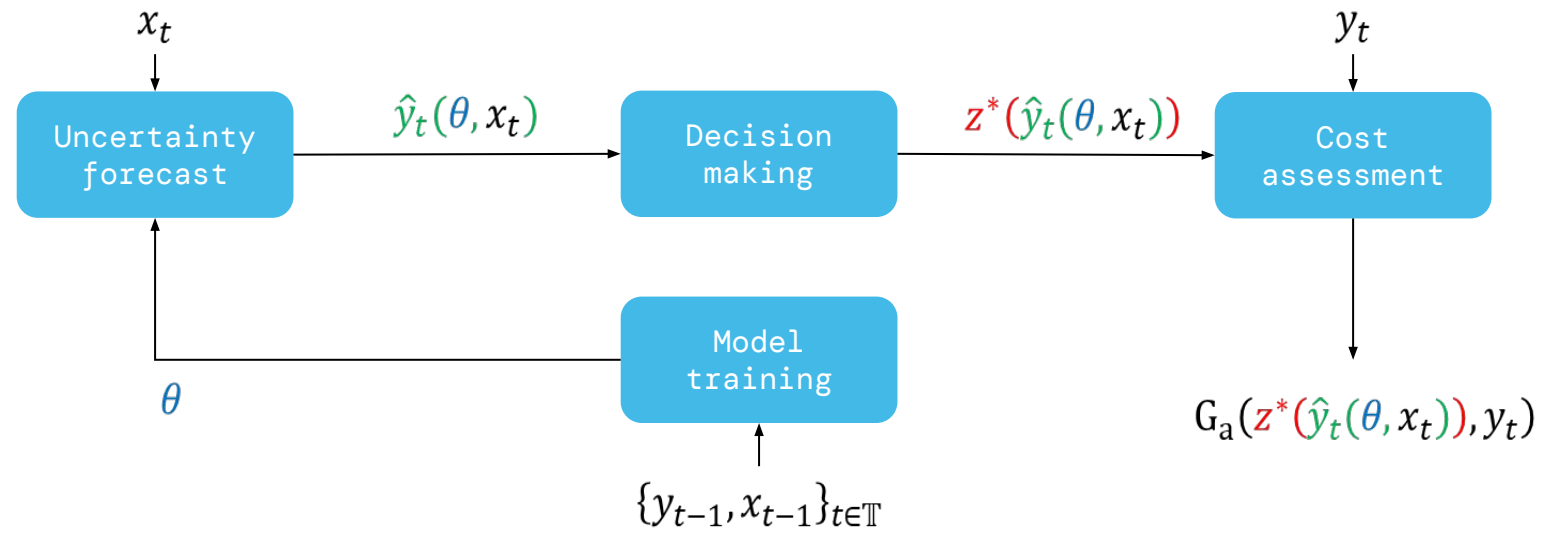 x_t
y_t
ŷ_t(θ, x_t)
z*(ŷ_t(θ, x_t))
Uncertainty
forecast
Decision
making
Cost
assessment
Model
training
θ
G_a(z*(ŷ_t(θ, x_t)), y_t)
{y_{t−1}, x_{t−1}}_{t∈𝕋}